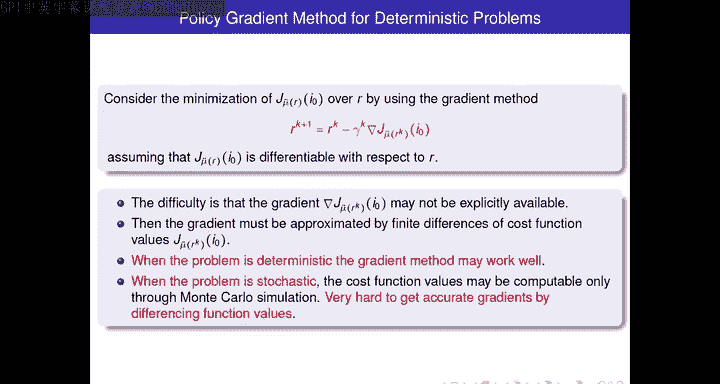 Policy Gradient Method for Deterministic Problems
Consider the minimization of J_{μ̃(r)}(i_0) over r by using the gradient method
r^{k+1} = r^k − γ^k ∇J_{μ̃(r^k)}(i_0)
assuming that J_{μ̃(r)}(i_0) is differentiable with respect to r.
The difficulty is that the gradient ∇J_{μ̃(r^k)}(i_0) may not be explicitly available.
Then the gradient must be approximated by finite differences of cost function
values J_{μ̃(r^k)}(i_0).
When the problem is deterministic the gradient method may work well.
When the problem is stochastic, the cost function values may be computable only
through Monte Carlo simulation. Very hard to get accurate gradients by
differencing function values.